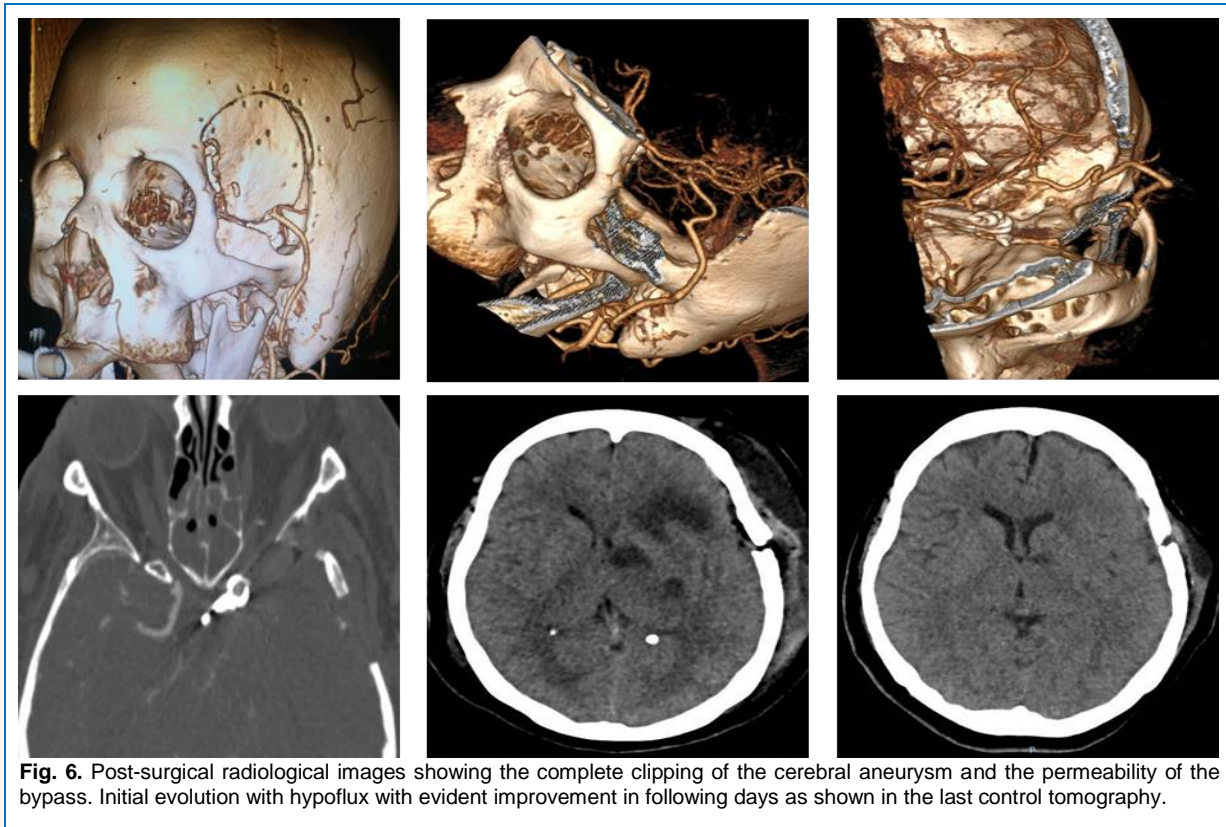 Fig. 6. Post-surgical radiological images showing the complete clipping of the cerebral aneurysm and the permeability of the
bypass. Initial evolution with hypoflux with evident improvement in following days as shown in the last control tomography.